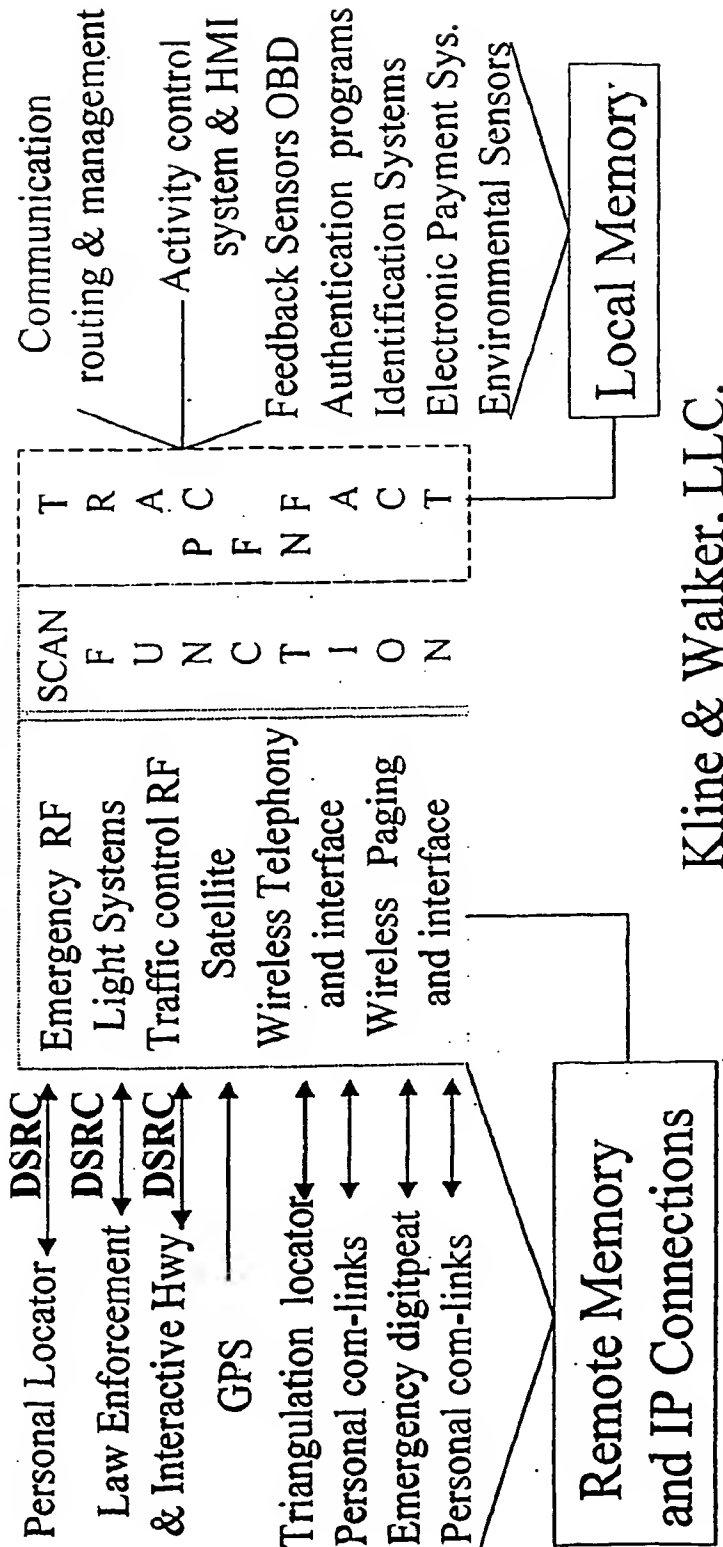 Personal Locator
DSRC
Law Enforcement
DSRC
& Interactive Hwy
DSRC
GPS
Triangulation locator
Personal com-links
Emergency digitpeat
Personal com-links
Emergency RF
Light Systems
Traffic control RF
Satellite
Wireless Telephony
and interface
Wireless Paging
and interface
SCAN
FUNCTION
TRAC
PFN
FACT
Communication
routing & management
Activity control
system & HMI
Feedback Sensors OBD
Authentication programs
Identification Systems
Electronic Payment Sys.
Environmental Sensors
Remote Memory
and IP Connections
Local Memory
Kline & Walker, LLC.